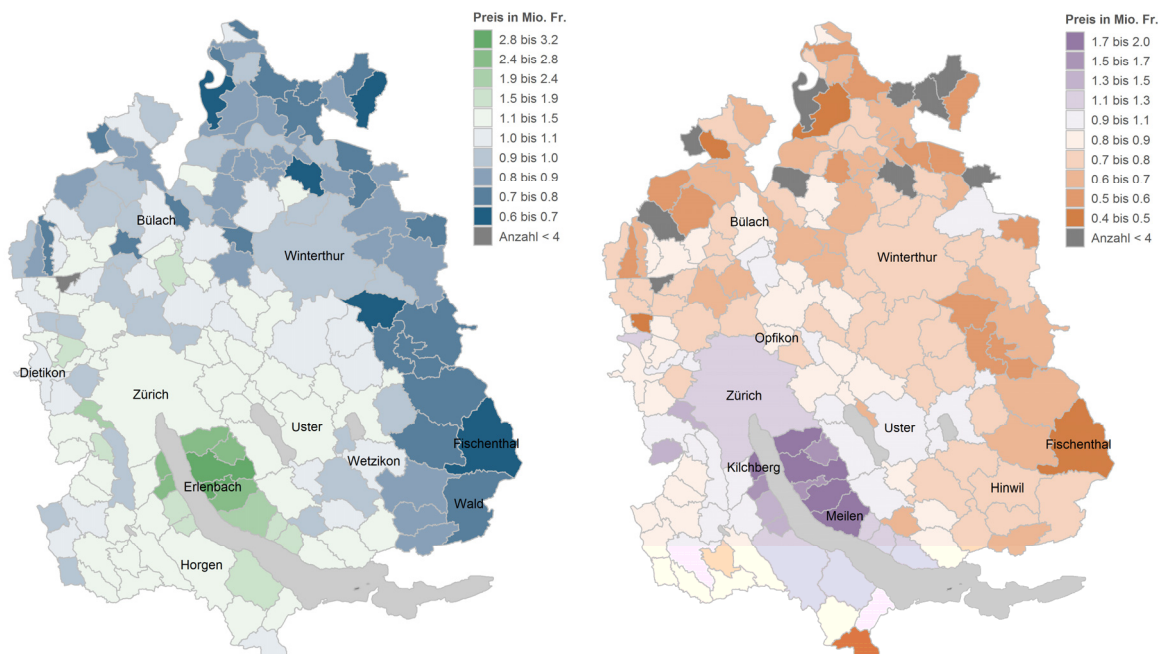 Preis in Mio. Fr.
2.8 bis 3.2
2.4 bis 2.8
1.9 bis 2.4
1.5 bis 1.9
1.1 bis 1.5
1.0 bis 1.1
0.9 bis 1.0
0.8 bis 0.9
0.7 bis 0.8
0.6 bis 0.7
Anzahl < 4
Bülach
Winterthur
Dietikon
Zürich
Uster
Fischenthal
Wetzikon
Erlenbach
Wald
Horgen
Preis in Mio. Fr.
1.7 bis 2.0
1.5 bis 1.7
1.3 bis 1.5
1.1 bis 1.3
0.9 bis 1.1
0.8 bis 0.9
0.7 bis 0.8
0.6 bis 0.7
0.5 bis 0.6
0.4 bis 0.5
Anzahl < 4
Bülach
Winterthur
Opfikon
Zürich
Uster
Fischenthal
Kilchberg
Hinwil
Meilen